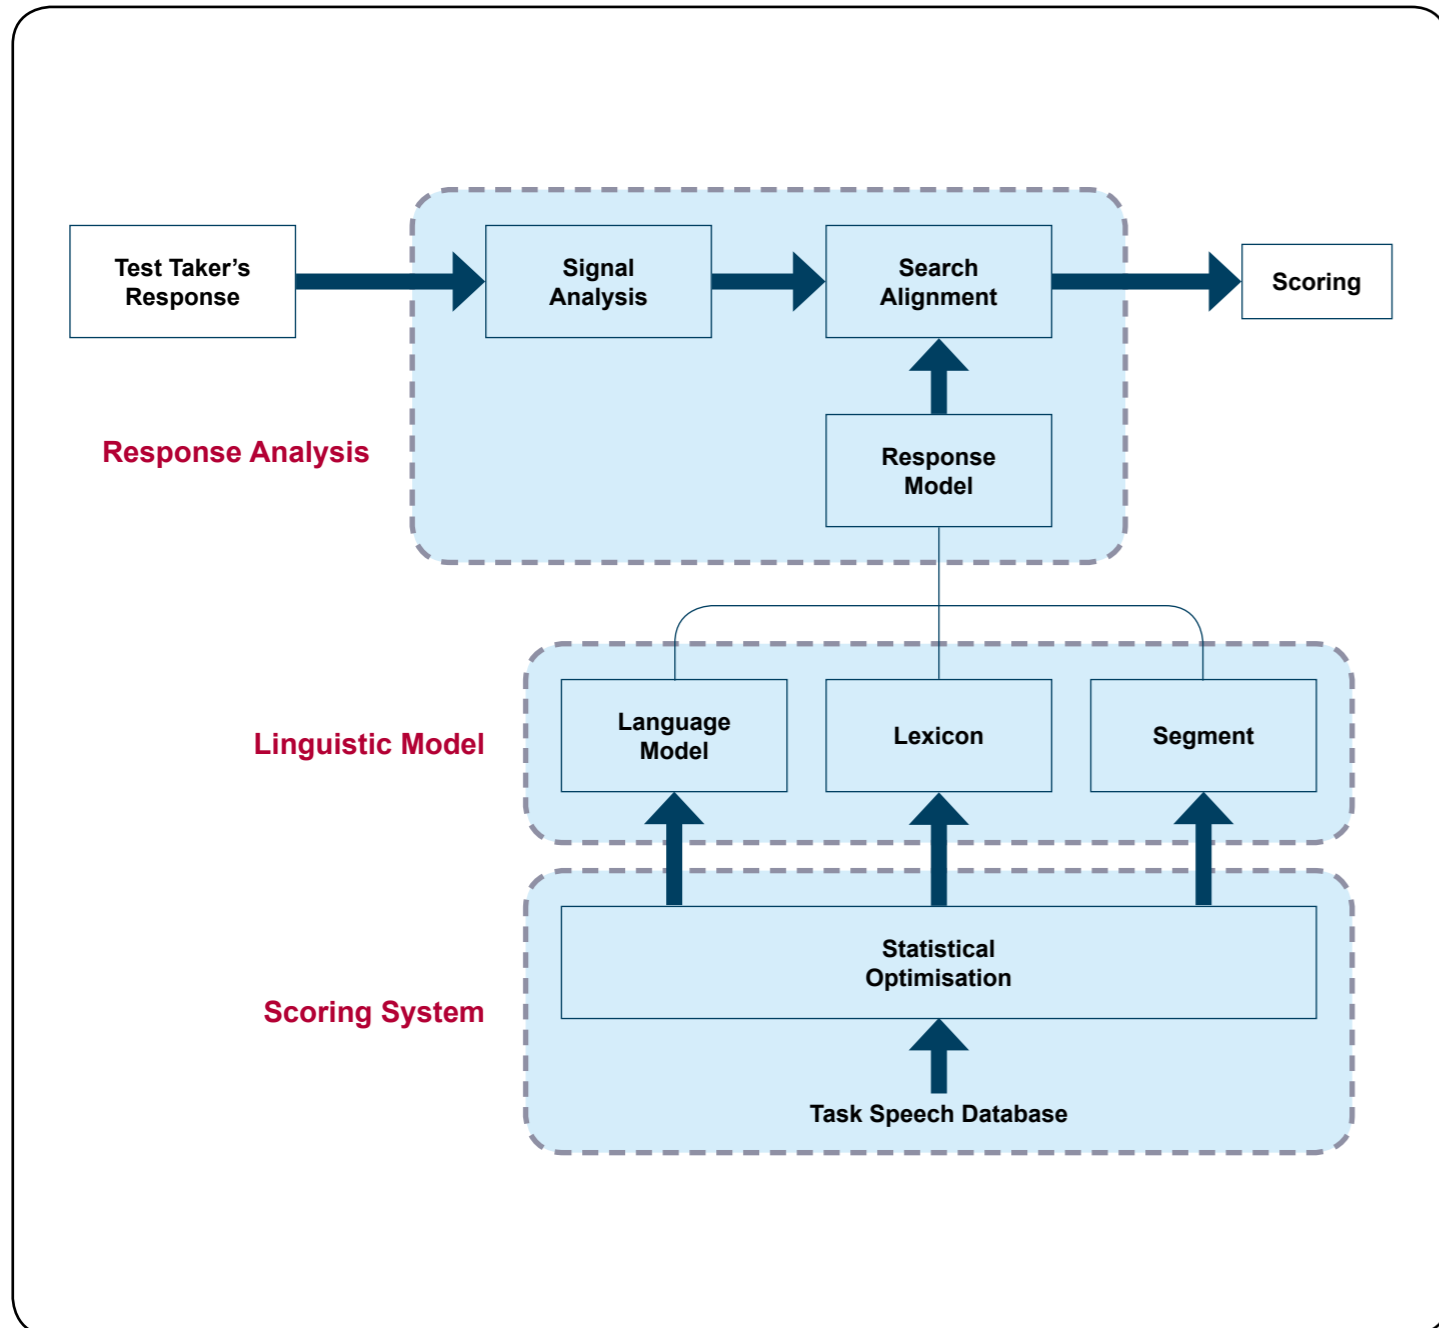 Test Taker’s
Response
Signal
Analysis
Search
Alignment
Scoring
Response Analysis
Response
Model
Linguistic Model
Language
Model
Lexicon
Segment
Scoring System
Statistical
Optimisation
Task Speech Database